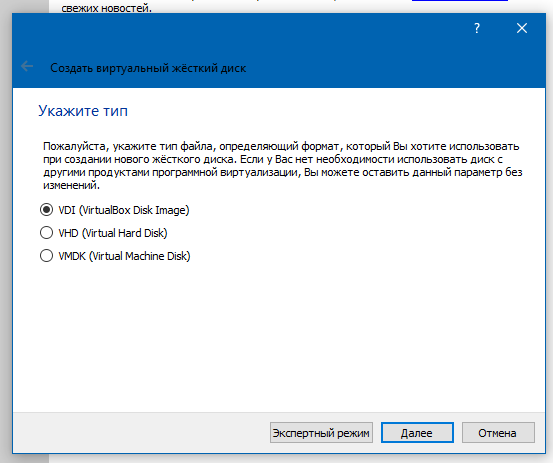 свежих новостей.
?
Создать виртуальный жёсткий диск
Укажите тип
Пожалуйста, укажите тип файла, определяющий формат, который Вы хотите использовать
при создании нового жёсткого диска. Если у Вас нет необходимости использовать диск с
другими продуктами программной виртуализации, Вы можете оставить данный параметр без
изменений.
VDI (VirtualBox Disk Image)
VHD (Virtual Hard Disk)
VMDK (Virtual Machine Disk)
Экспертный режим Далее Отмена